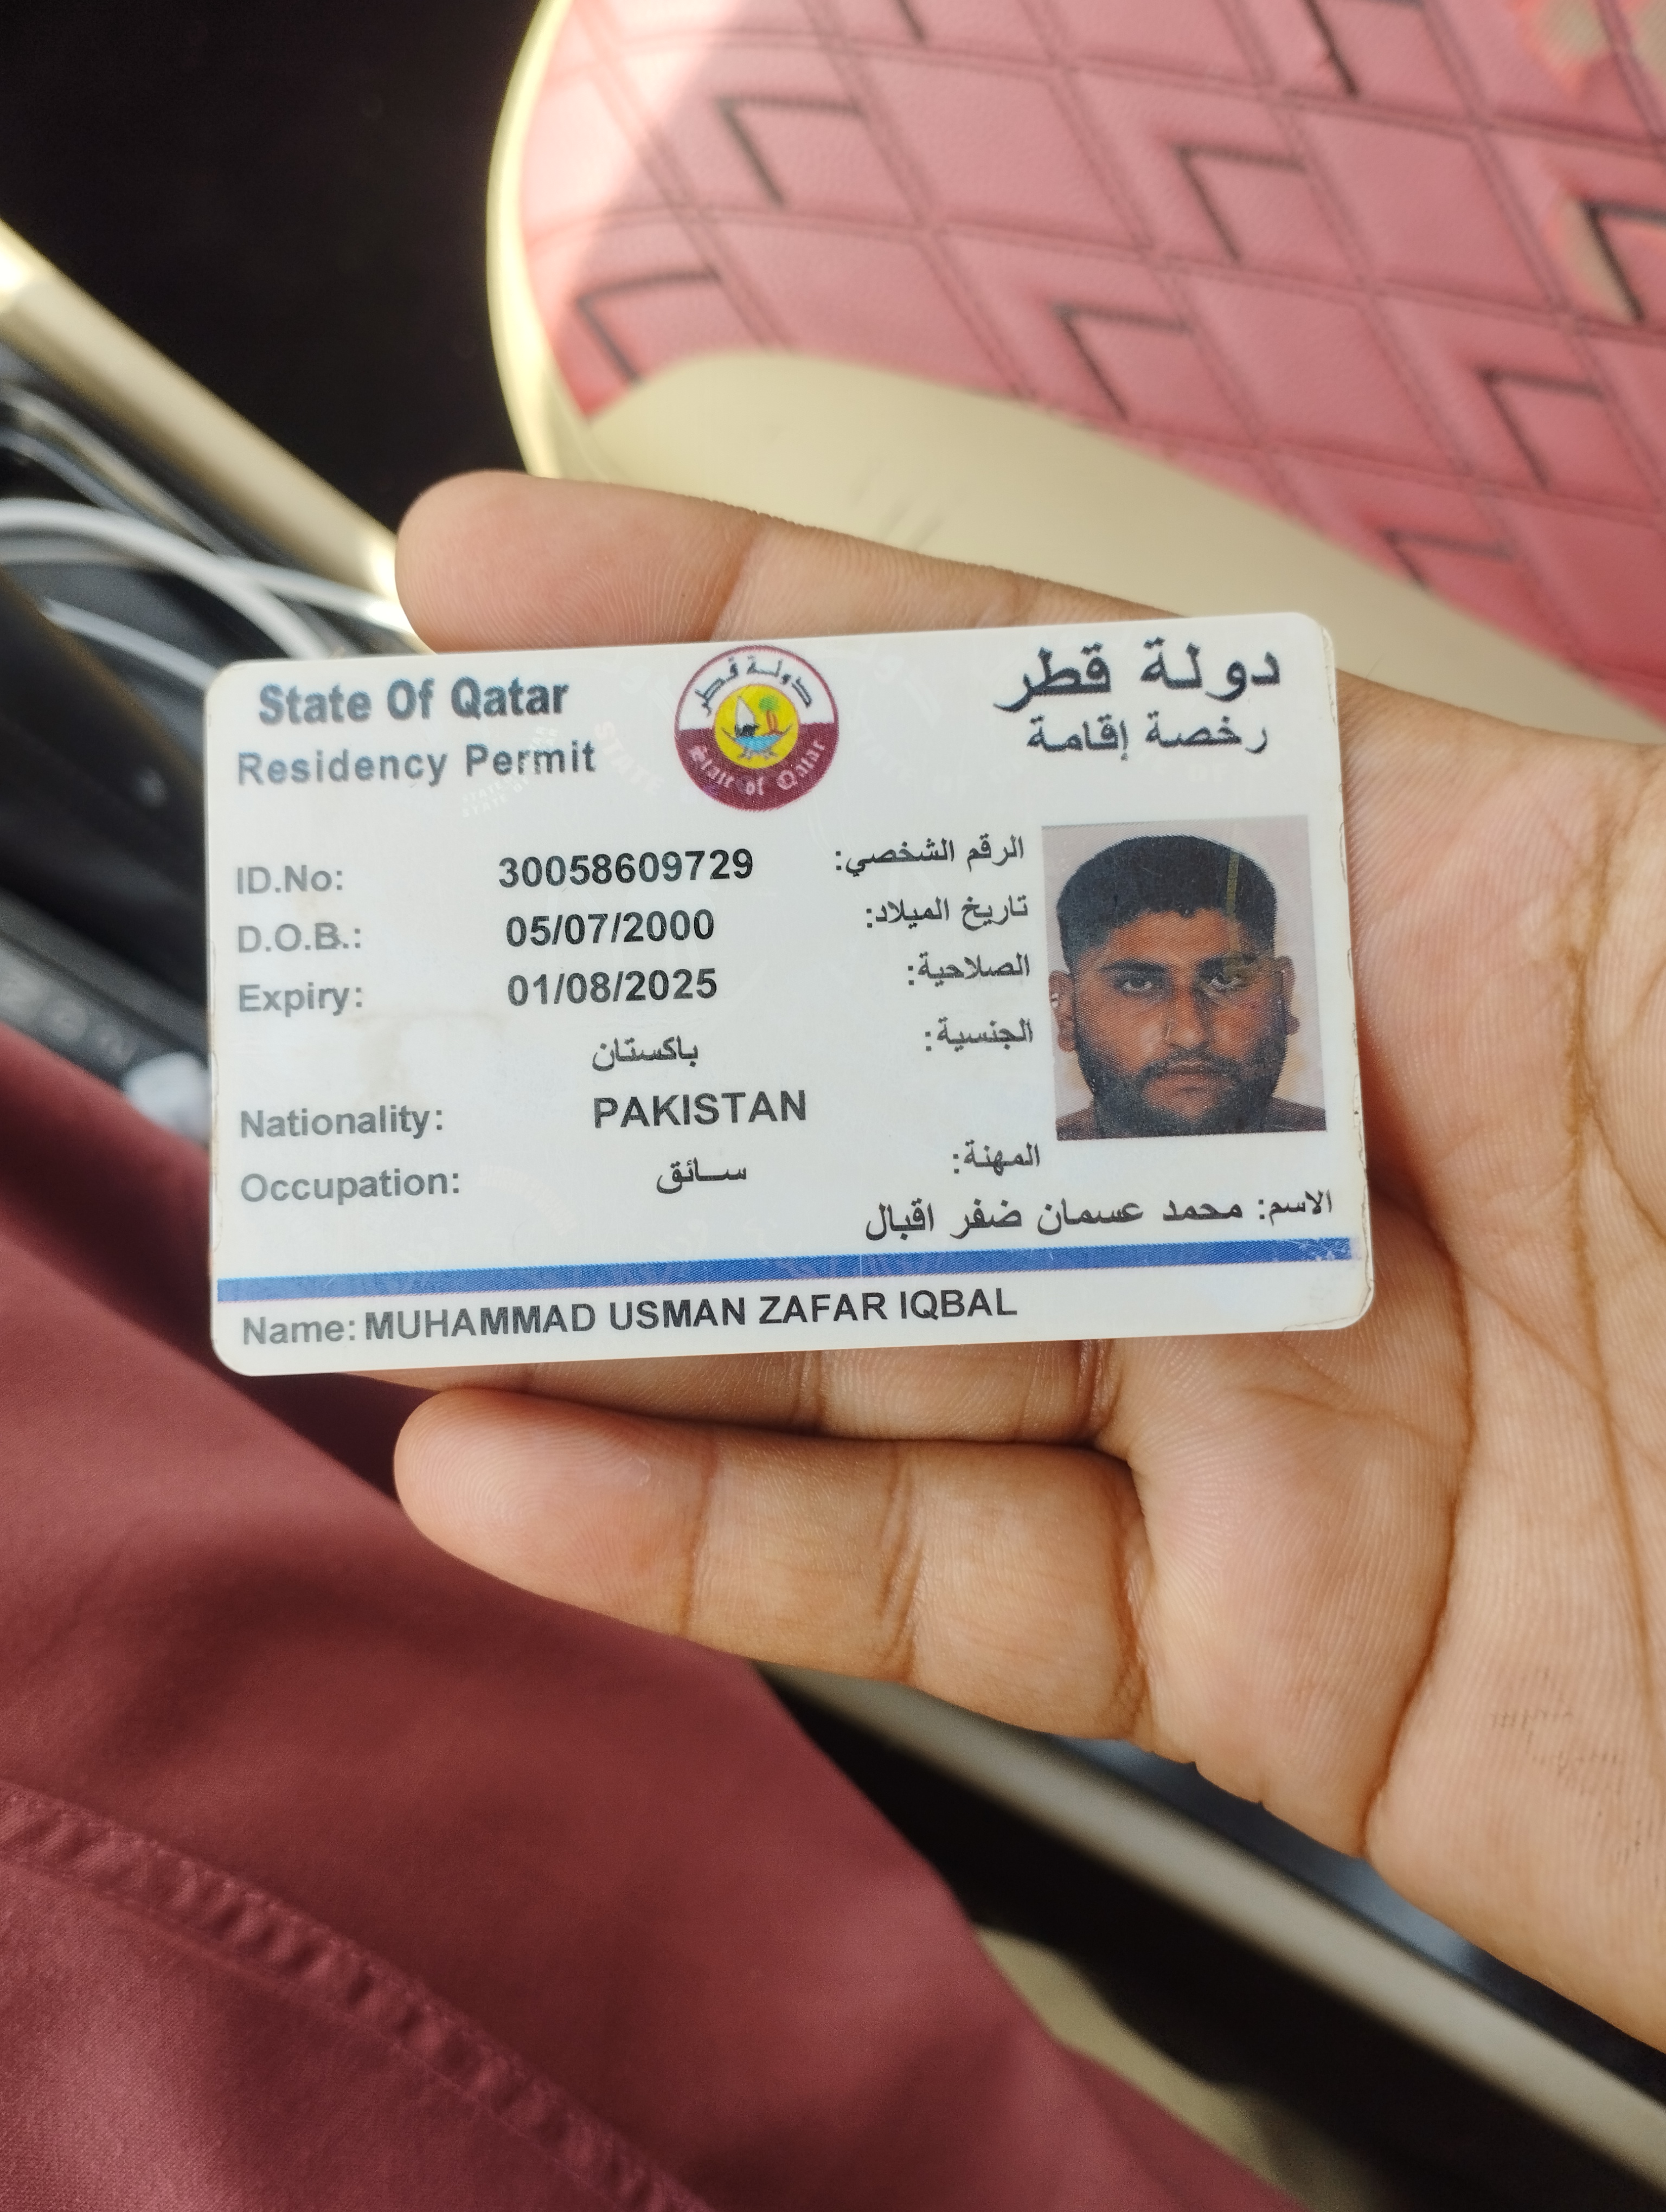 State Of Qatar
Residency Permit
دولة قطر
State of Qatar
دولة قطر
رخصة إقامة
ID.No: 30058609729 الرقم الشخصي:
D.O.B.: 05/07/2000 تاريخ الميلاد:
Expiry: 01/08/2025 الصلاحية:
باكستان الجنسية:
Nationality: PAKISTAN
Occupation: سائق المهنة:
الاسم: محمد عسمان ضفر اقبال
Name: MUHAMMAD USMAN ZAFAR IQBAL